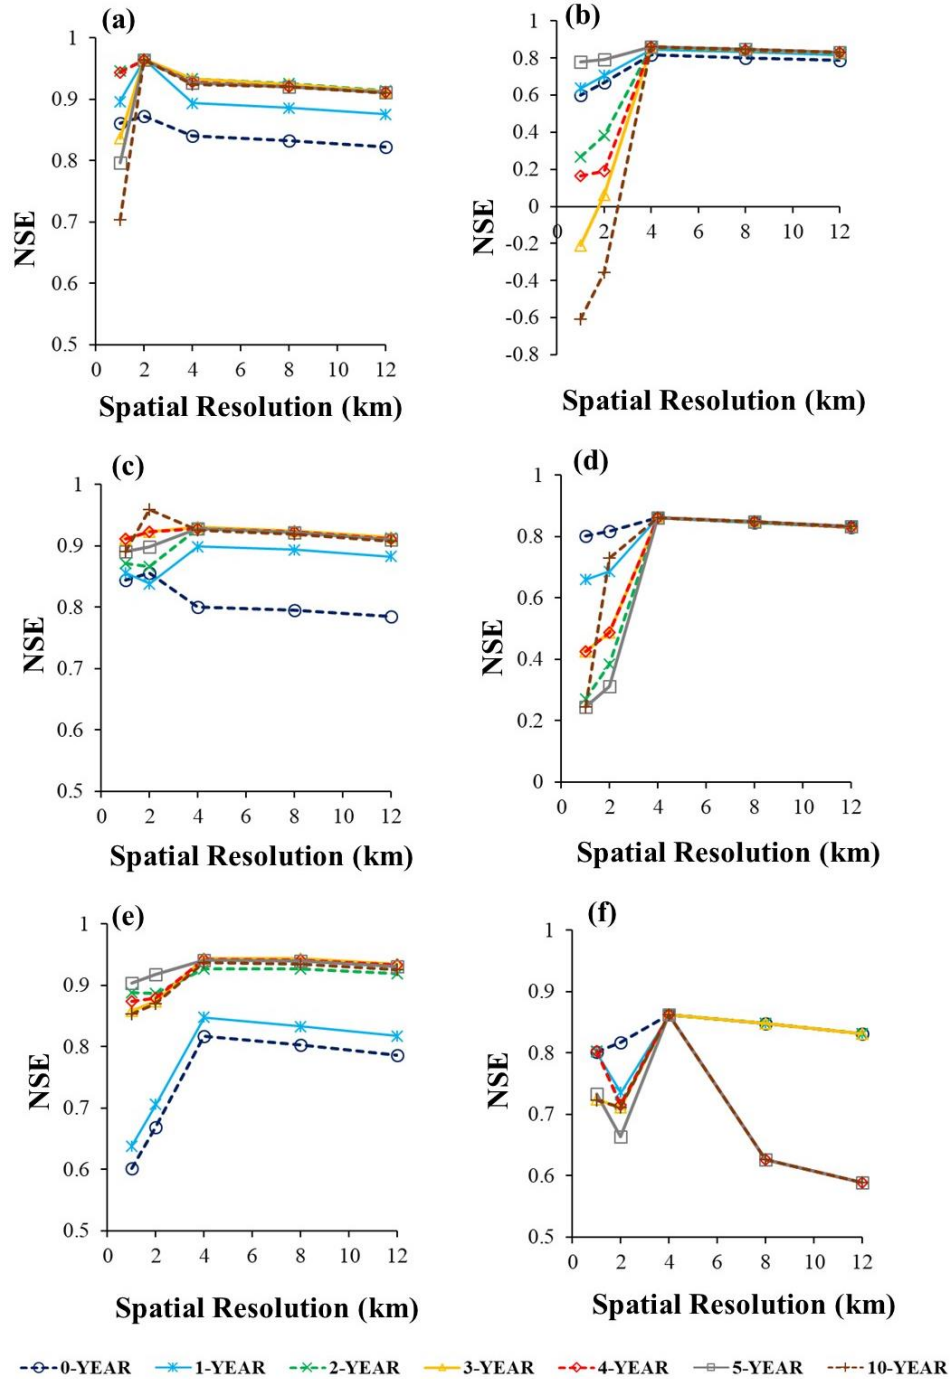 (a)
1
0.9
0.8
0.7
0.6
0.5
NSE
0 2 4 6 8 10 12
Spatial Resolution (km)
(b)
1
0.8
0.6
0.4
0.2
0
-0.2
-0.4
-0.6
-0.8
NSE
0 2 4 6 8 10 12
Spatial Resolution (km)
(c)
1
0.9
0.8
0.7
0.6
0.5
NSE
0 2 4 6 8 10 12
Spatial Resolution (km)
(d)
1
0.8
0.6
0.4
0.2
0
NSE
0 2 4 6 8 10 12
Spatial Resolution (km)
(e)
1
0.9
0.8
0.7
0.6
0.5
NSE
0 2 4 6 8 10 12
Spatial Resolution (km)
(f)
1
0.9
0.8
0.7
0.6
0.5
NSE
0 2 4 6 8 10 12
Spatial Resolution (km)
0-YEAR 1-YEAR 2-YEAR 3-YEAR 4-YEAR 5-YEAR 10-YEAR